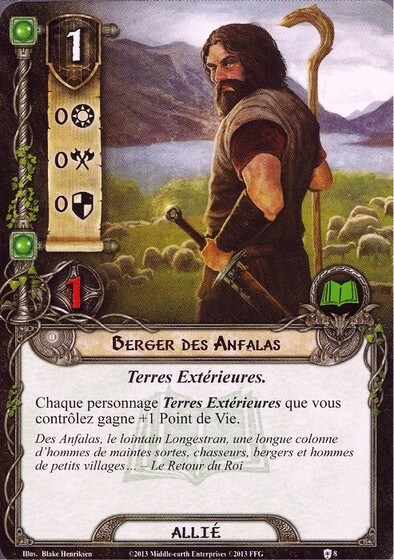 1
0
0
0
1
Berger des Anfalas
Terres Extérieures.
Chaque personnage Terres Extérieures que vous
contrôlez gagne +1 Point de Vie.
Des Anfalas, le lointain Longestran, une longue colonne
d'hommes de maintes sortes, chasseurs, bergers et hommes
de petits villages… – Le Retour du Roi
Allié
Illus. Blake Henriksen ©2013 Middle-earth Enterprises ©2013 FFG 8